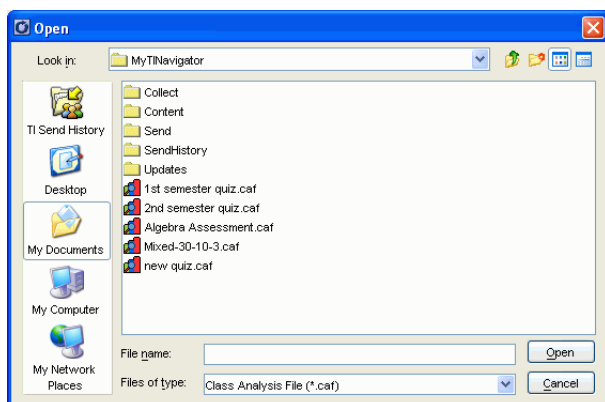 Open
Look in: MyTINavigator
TI Send History
Desktop
My Documents
My Computer
My Network
Places
Collect
Content
Send
SendHistory
Updates
1st semester quiz.caf
2nd semester quiz.caf
Algebra Assessment.caf
Mixed-30-10-3.caf
new quiz.caf
File name: Open
Files of type: Class Analysis File (*.caf) Cancel